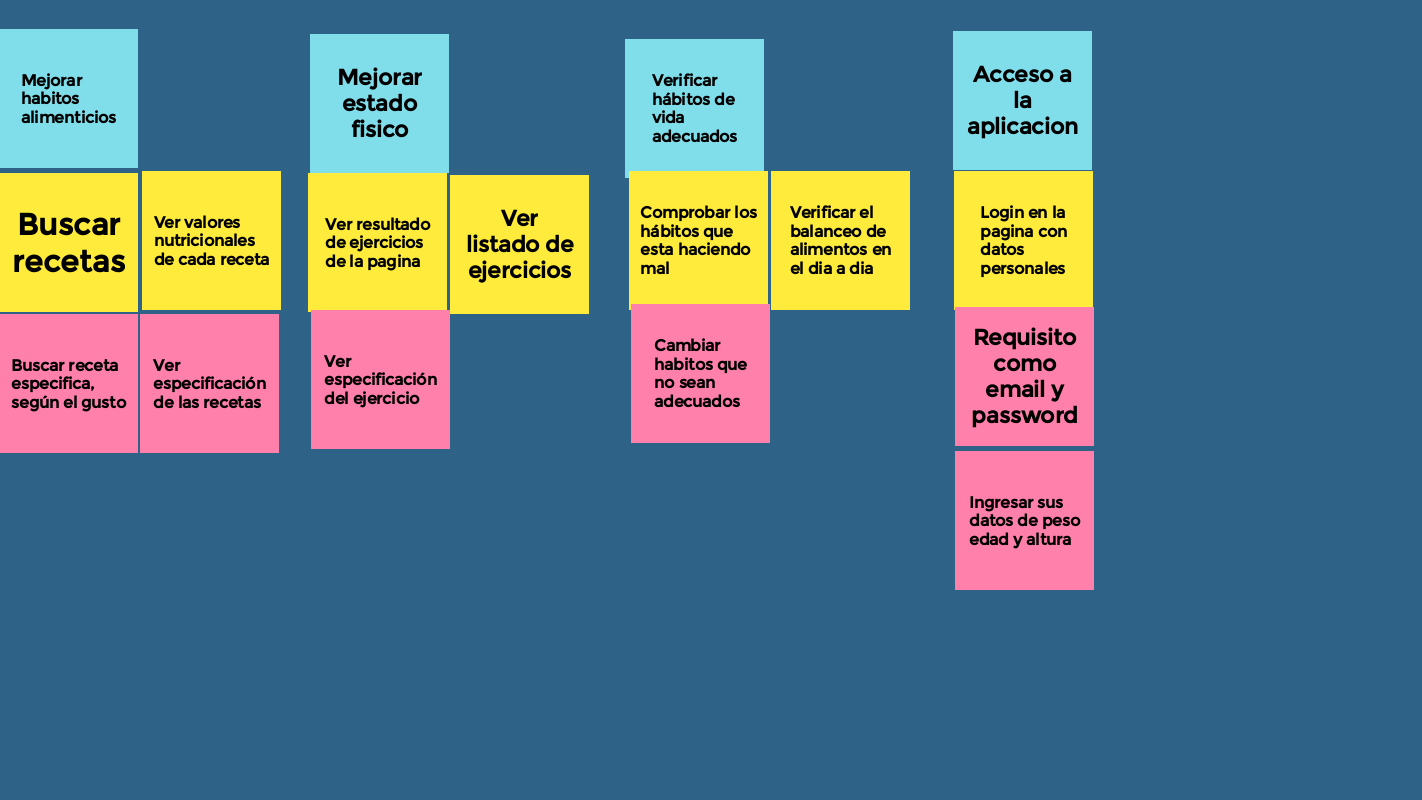 Mejorar
habitos
alimenticios
Mejorar
estado
fisico
Verificar
hábitos de
vida
adecuados
Acceso a
la
aplicacion
Buscar
recetas
Ver valores
nutricionales
de cada receta
Ver resultado
de ejercicios
de la pagina
Ver
listado de
ejercicios
Comprobar los
hábitos que
esta haciendo
mal
Verificar el
balanceo de
alimentos en
el dia a dia
Login en la
pagina con
datos
personales
Buscar receta
especifica,
según el gusto
Ver
especificación
de las recetas
Ver
especificación
del ejercicio
Cambiar
habitos que
no sean
adecuados
Requisito
como
email y
password
Ingresar sus
datos de peso
edad y altura